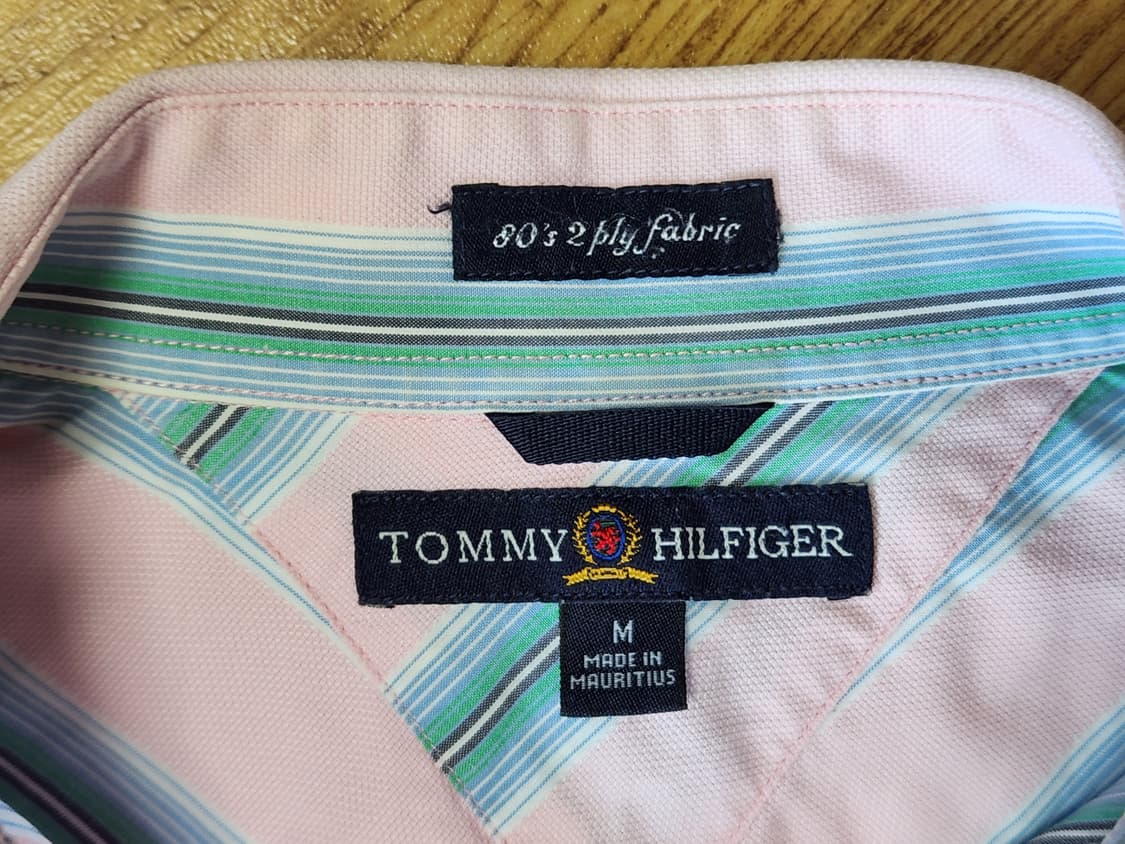 80's 2 ply fabric
TOMMY HILFIGER
M
MADE IN
MAURITIUS